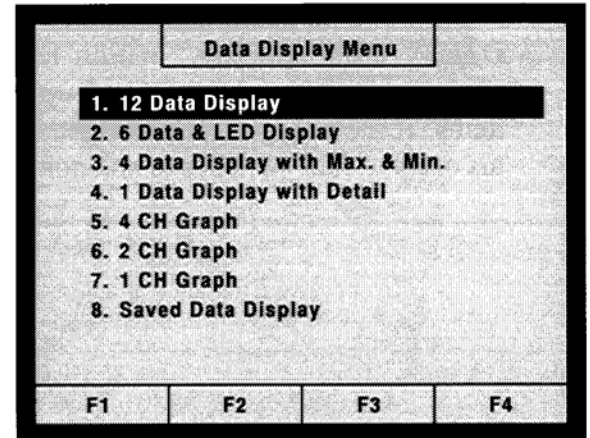 Data Display Menu
1. 12 Data Display
2. 6 Data & LED Display
3. 4 Data Display with Max. & Min.
4. 1 Data Display with Detail
5. 4 CH Graph
6. 2 CH Graph
7. 1 CH Graph
8. Saved Data Display
F1 F2 F3 F4